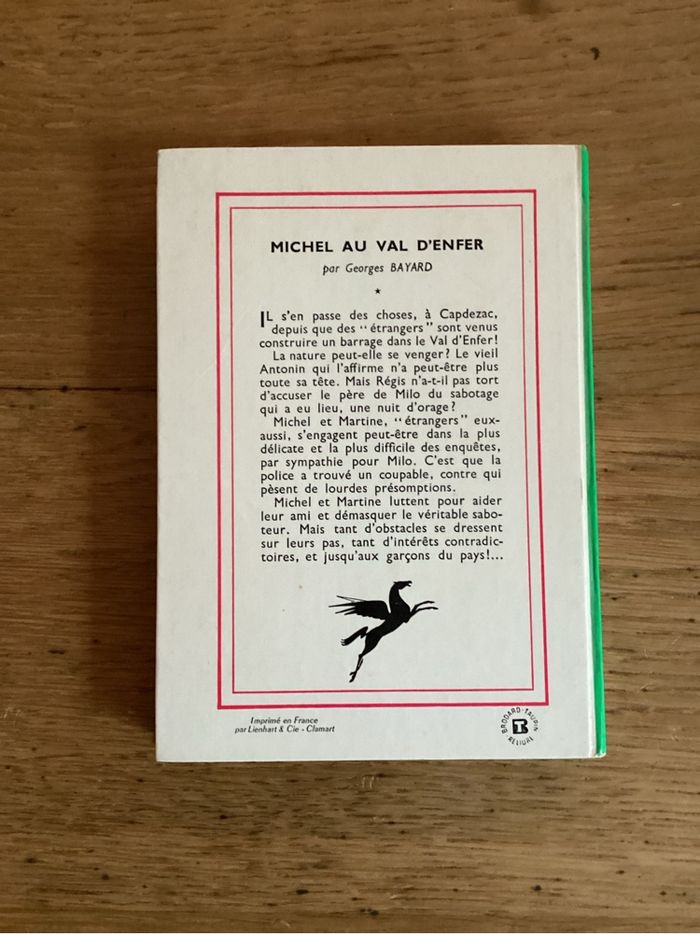 MICHEL AU VAL D'ENFER
par Georges BAYARD
★
IL s'en passe des choses, à Capdezac,
depuis que des “étrangers” sont venus
construire un barrage dans le Val d'Enfer!
La nature peut-elle se venger? Le vieil
Antonin qui l'affirme n'a peut-être plus
toute sa tête. Mais Régis n'a-t-il pas tort
d'accuser le père de Milo du sabotage
qui a eu lieu, une nuit d'orage?
Michel et Martine, “étrangers” eux-
aussi, s'engagent peut-être dans la plus
délicate et la plus difficile des enquêtes,
par sympathie pour Milo. C'est que la
police a trouvé un coupable, contre qui
pèsent de lourdes présomptions.
Michel et Martine luttent pour aider
leur ami et démasquer le véritable sabo-
teur. Mais tant d'obstacles se dressent
sur leurs pas, tant d'intérêts contradic-
toires, et jusqu'aux garçons du pays!...
Imprimé en France
par Lienhart & Cie - Clamart
BRODARD-TAUPIN
RELIURE